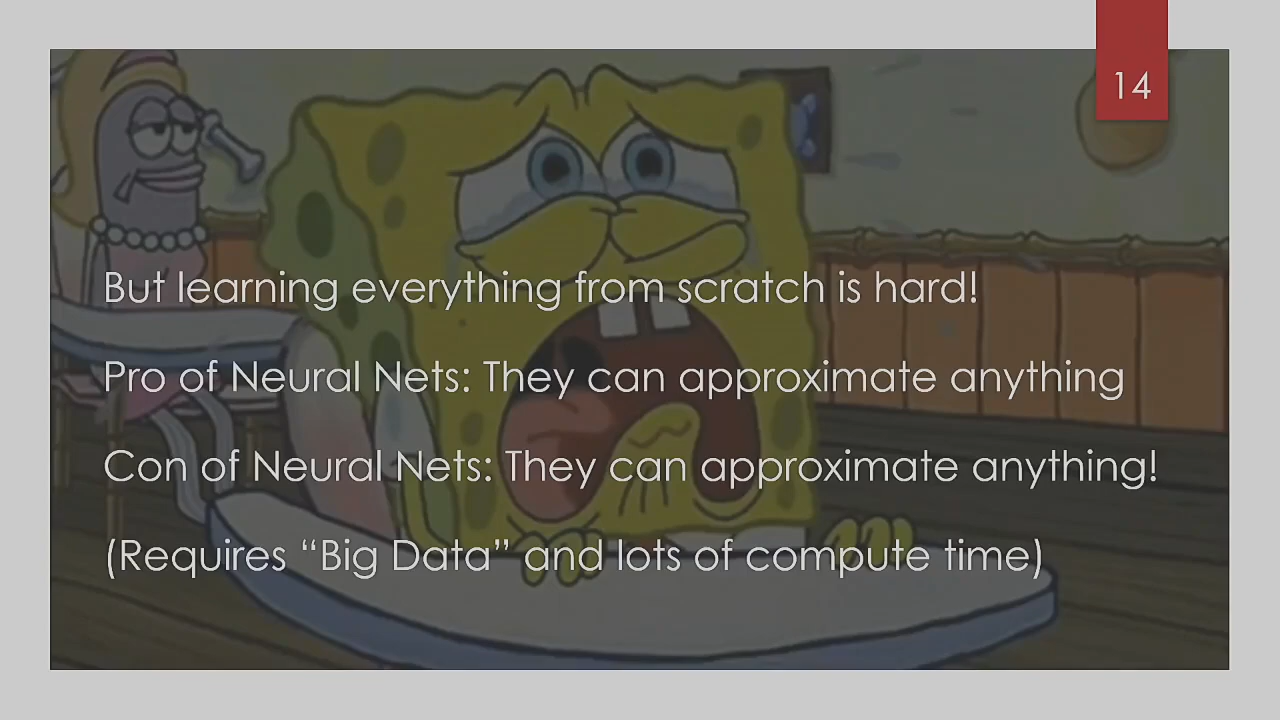 14
But learning everything from scratch is hard!
Pro of Neural Nets: They can approximate anything
Con of Neural Nets: They can approximate anything!
(Requires “Big Data” and lots of compute time)